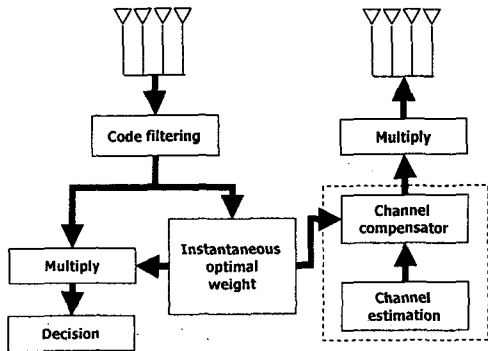 Code filtering
Multiply
Channel
compensator
Instantaneous
optimal
weight
Multiply
Channel
estimation
Decision